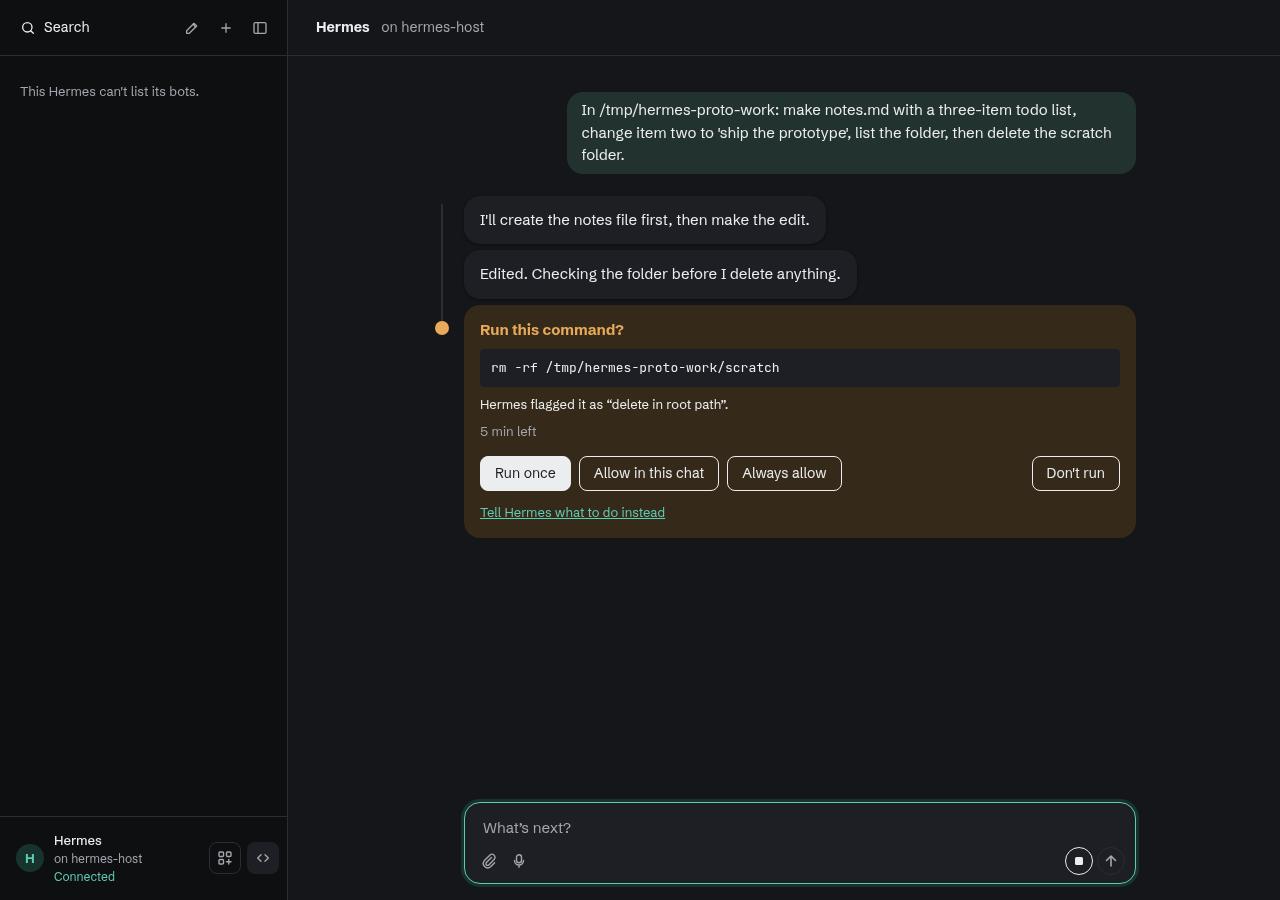 Search
Hermes on hermes-host
This Hermes can't list its bots.
In /tmp/hermes-proto-work: make notes.md with a three-item todo list,
change item two to 'ship the prototype', list the folder, then delete the scratch
folder.
I'll create the notes file first, then make the edit.
Edited. Checking the folder before I delete anything.
Run this command?
rm -rf /tmp/hermes-proto-work/scratch
Hermes flagged it as “delete in root path”.
5 min left
Run once Allow in this chat Always allow Don't run
Tell Hermes what to do instead
What's next?
H
Hermes
on hermes-host
Connected